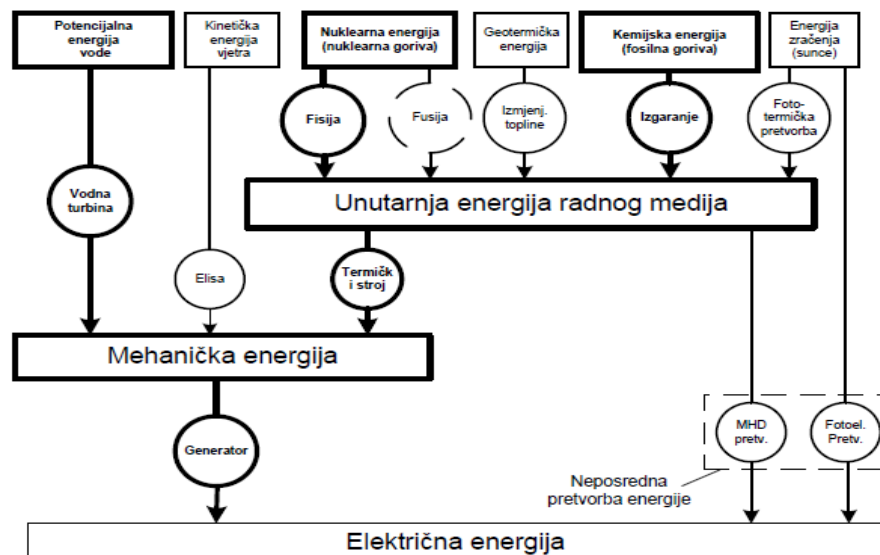 Potencijalna
energija
vode
Kinetička
energija
vjetra
Nuklearna energija
(nuklearna goriva)
Geotermička
energija
Kemijska energija
(fosilna goriva)
Energija
zračenja
(sunce)
Fisija
Fusija
Izmjenj.
topline
Izgaranje
Foto-
termička
pretvorba
Vodna
turbina
Unutarnja energija radnog medija
Elisa
Termičk
i stroj
Mehanička energija
Generator
MHD
pretv.
Fotoel.
Pretv.
Neposredna
pretvorba energije
Električna energija